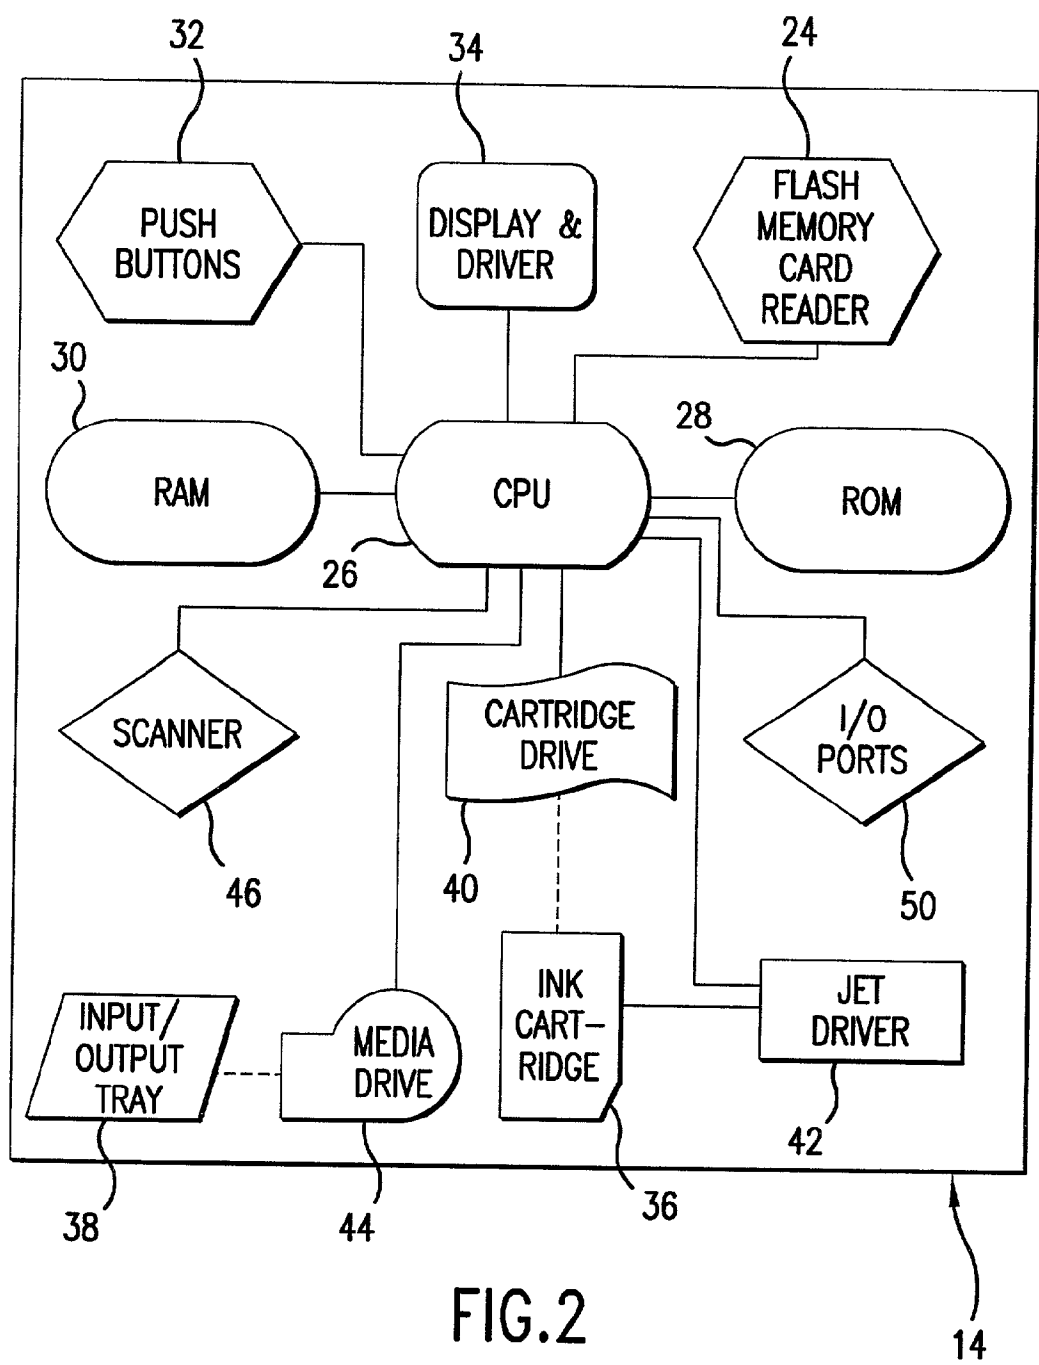 32
34
24
PUSH
BUTTONS
DISPLAY &
DRIVER
FLASH
MEMORY
CARD
READER
30
28
RAM
CPU
ROM
26
SCANNER
CARTRIDGE
DRIVE
I/O
PORTS
46
40
50
INPUT/
OUTPUT
TRAY
MEDIA
DRIVE
INK
CART-
RIDGE
JET
DRIVER
42
38
44
36
14
FIG.2